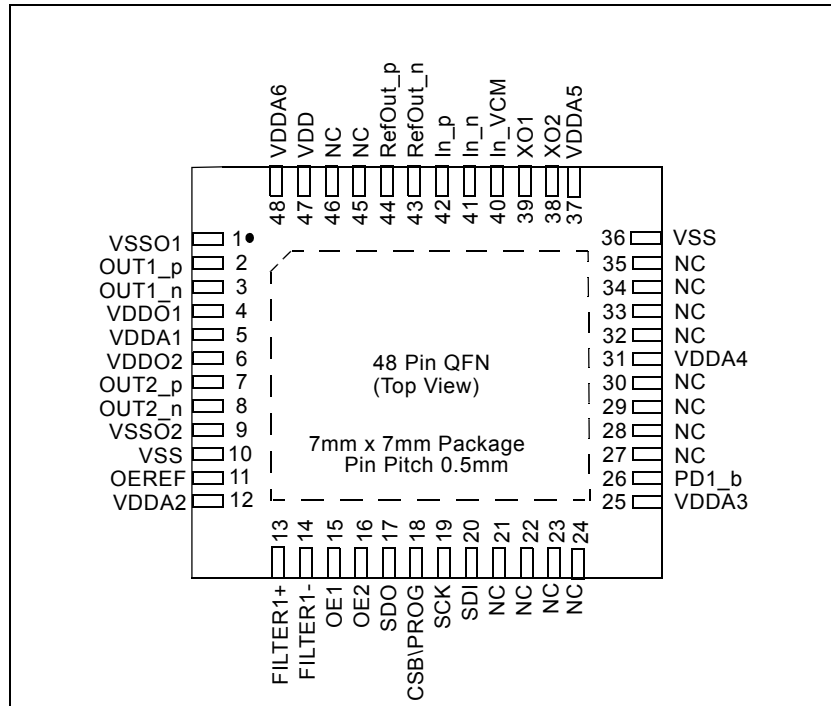 VDDA6
VDD
NC
NC
RefOut_p
RefOut_n
In_p
In_n
In_VCM
XO1
XO2
VDDA5
48
47
46
45
44
43
42
41
40
39
38
37
VSSO1 1
OUT1_p 2
OUT1_n 3
VDDO1 4
VDDA1 5
VDDO2 6
OUT2_p 7
OUT2_n 8
VSSO2 9
VSS 10
OEREF 11
VDDA2 12
48 Pin QFN
(Top View)
7mm x 7mm Package
Pin Pitch 0.5mm
36 VSS
35 NC
34 NC
33 NC
32 NC
31 VDDA4
30 NC
29 NC
28 NC
27 NC
26 PD1_b
25 VDDA3
13
14
15
16
17
18
19
20
21
22
23
24
FILTER1+
FILTER1-
OE1
OE2
SDO
CSB\PROG
SCK
SDI
NC
NC
NC
NC